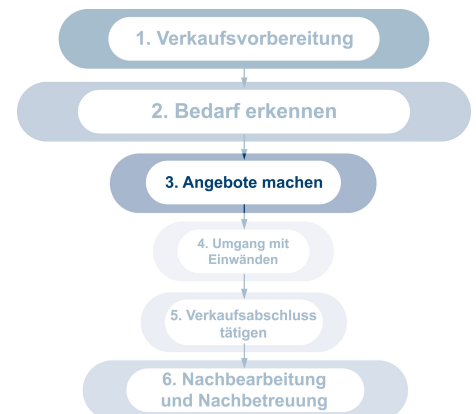 1. Verkaufsvorbereitung
2. Bedarf erkennen
3. Angebote machen
4. Umgang mit
Einwänden
5. Verkaufsabschluss
tätigen
6. Nachbearbeitung
und Nachbetreuung